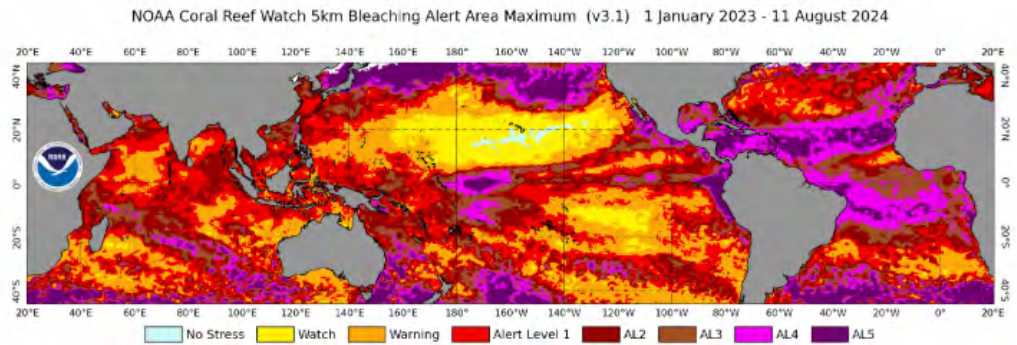 NOAA Coral Reef Watch 5km Bleaching Alert Area Maximum (v3.1) 1 January 2023 - 11 August 2024
20°E 40°E 60°E 80°E 100°E 120°E 140°E 160°E 180° 160°W 140°W 120°W 100°W 80°W 60°W 40°W 20°W 0° 20°E
40°N 40°N
20°N 20°N
NOAA
0° 0°
20°S 20°S
40°S 40°S
20°E 40°E 60°E 80°E 100°E 120°E 140°E 160°E 180° 160°W 140°W 120°W 100°W 80°W 60°W 40°W 20°W 0° 20°E
No Stress Watch Warning Alert Level 1 AL2 AL3 AL4 AL5